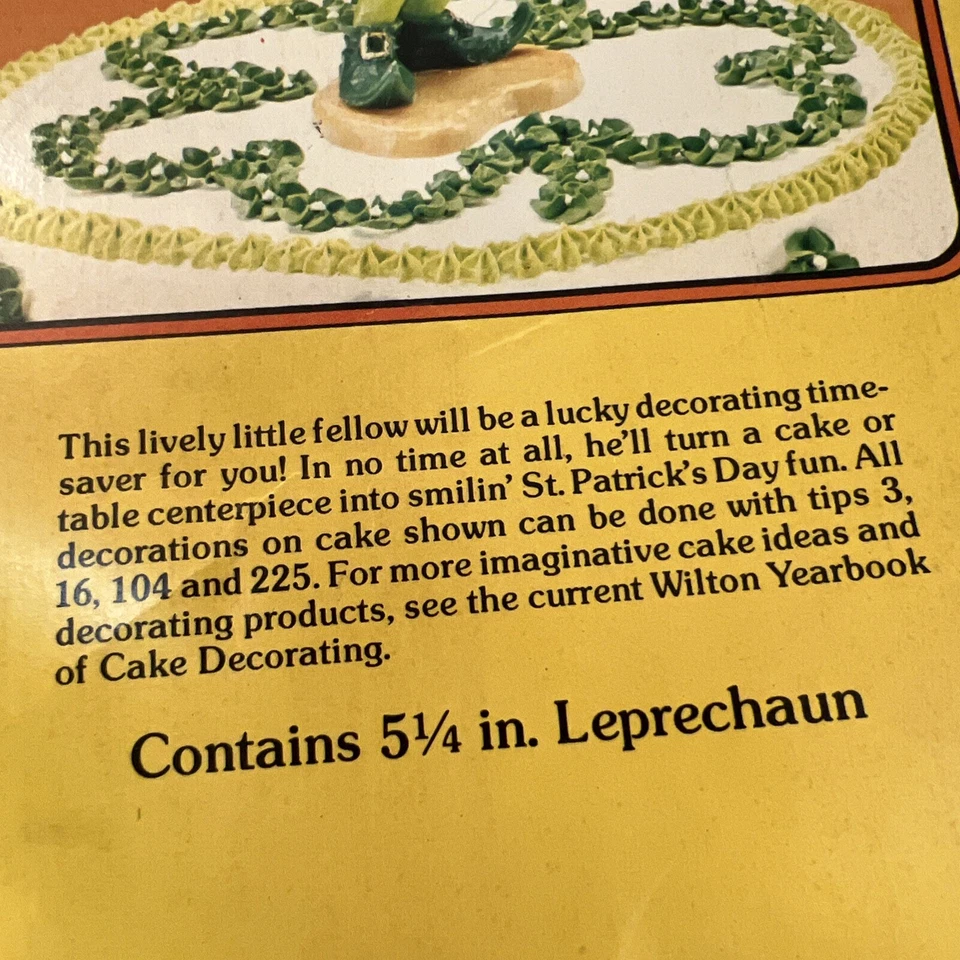 This lively little fellow will be a lucky decorating time-
saver for you! In no time at all, he'll turn a cake or
table centerpiece into smilin' St. Patrick's Day fun. All
decorations on cake shown can be done with tips 3,
16, 104 and 225. For more imaginative cake ideas and
decorating products, see the current Wilton Yearbook
of Cake Decorating.
Contains 5¼ in. Leprechaun